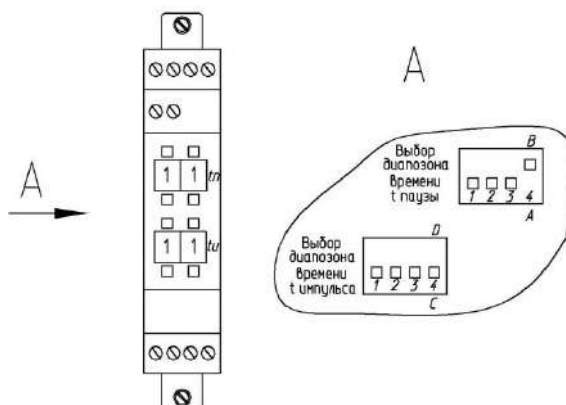 A
A
1 1 tп
1 1 tи
Выбор
диапозона
времени
t паузы
B
1 2 3 4
A
Выбор
диапозона
времени
t импульса
D
1 2 3 4
C